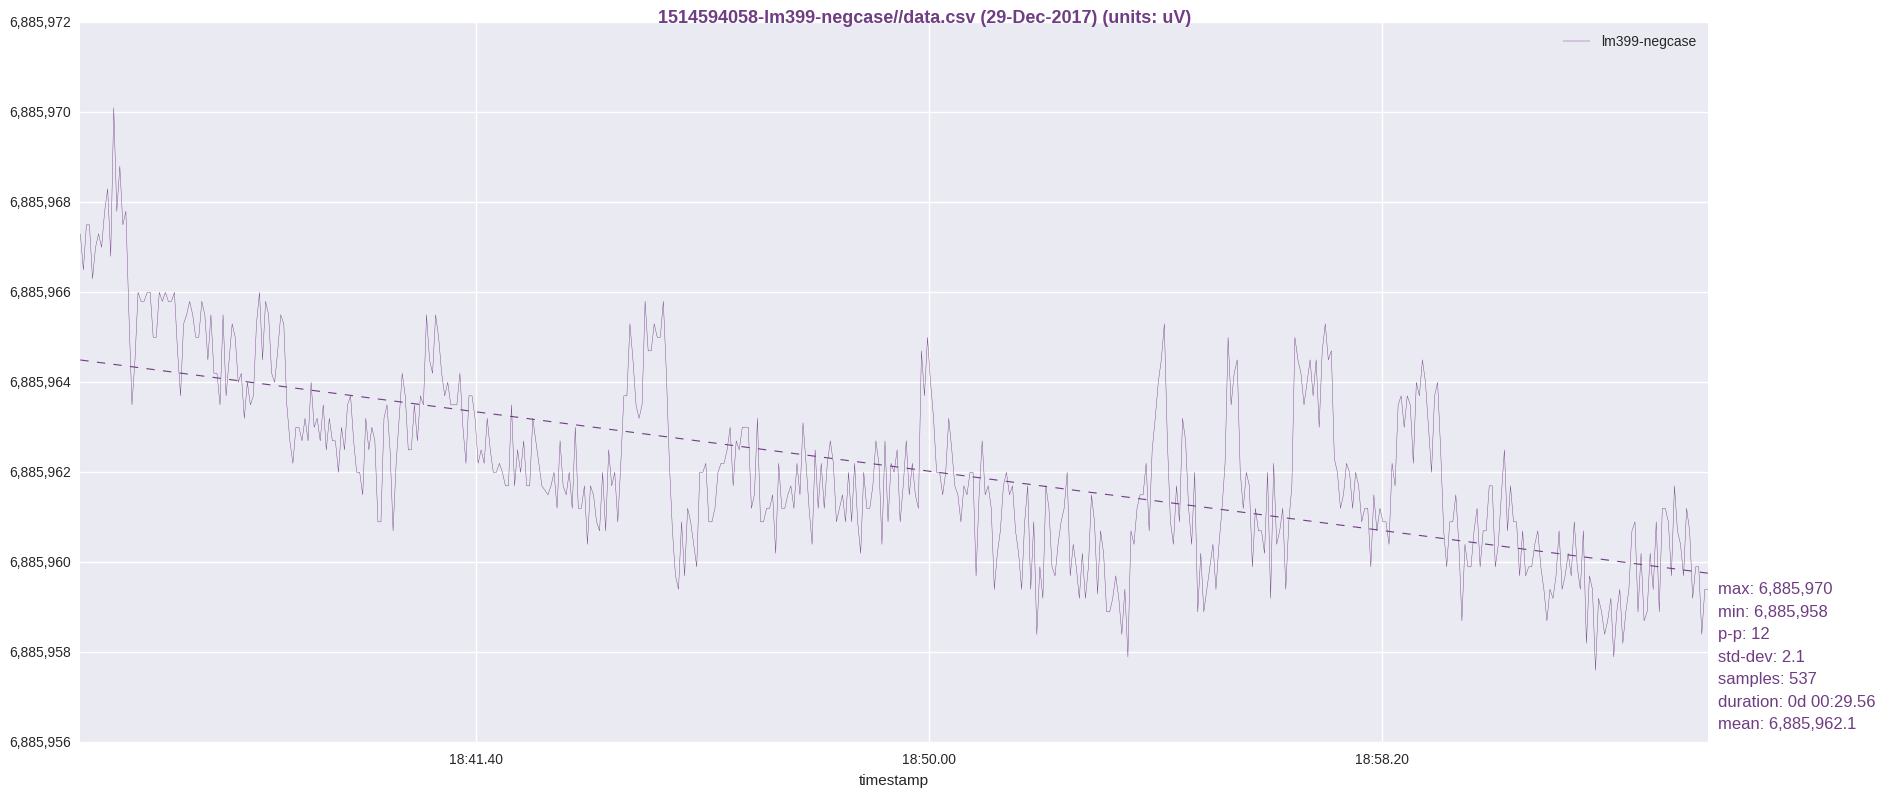 1514594058-lm399-negcase//data.csv (29-Dec-2017) (units: uV)
lm399-negcase
6,885,972
6,885,970
6,885,968
6,885,966
6,885,964
6,885,962
6,885,960
6,885,958
6,885,956
18:41.40
18:50.00
18:58.20
timestamp
max: 6,885,970
min: 6,885,958
p-p: 12
std-dev: 2.1
samples: 537
duration: 0d 00:29.56
mean: 6,885,962.1